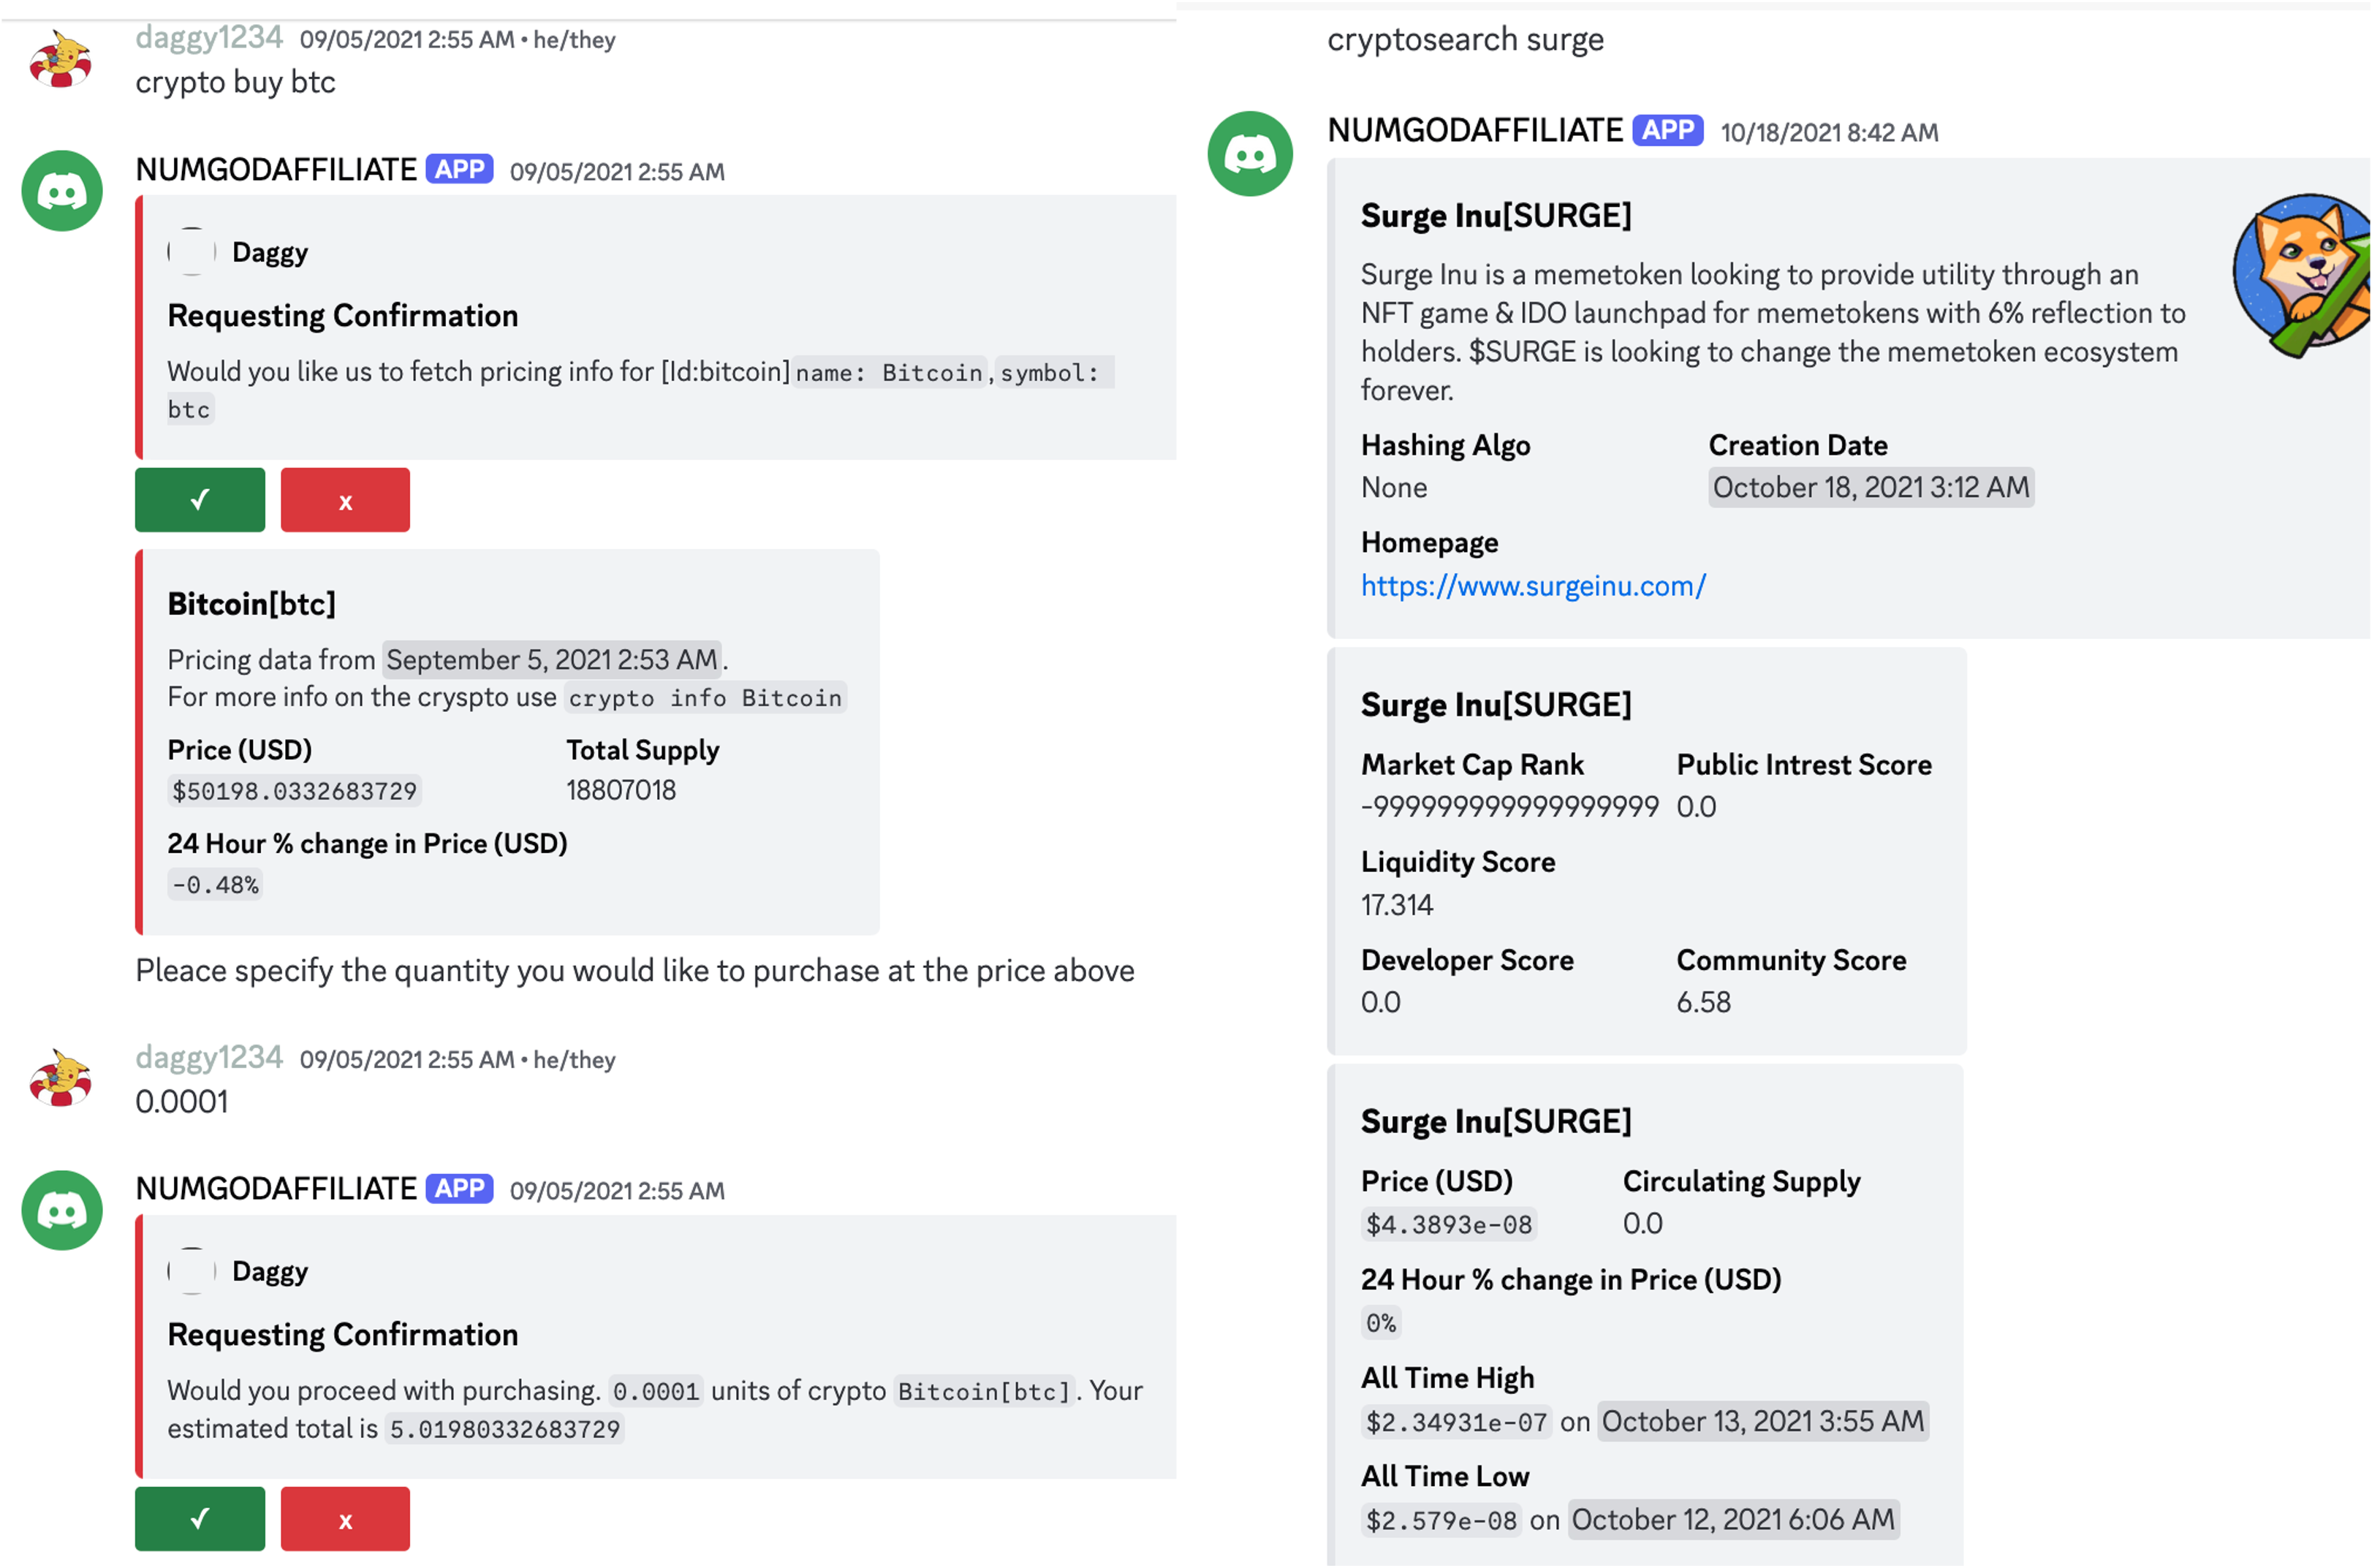 daggy1234 09/05/2021 2:55 AM • he/they
crypto buy btc
NUMGODAFFILIATE APP 09/05/2021 2:55 AM
Daggy
Requesting Confirmation
Would you like us to fetch pricing info for [Id:bitcoin] name: Bitcoin , symbol:
btc
✓ x
Bitcoin[btc]
Pricing data from September 5, 2021 2:53 AM .
For more info on the cryspto use crypto info Bitcoin
Price (USD) Total Supply
$50198.0332683729 18807018
24 Hour % change in Price (USD)
-0.48%
Pleace specify the quantity you would like to purchase at the price above
daggy1234 09/05/2021 2:55 AM • he/they
0.0001
NUMGODAFFILIATE APP 09/05/2021 2:55 AM
Daggy
Requesting Confirmation
Would you proceed with purchasing. 0.0001 units of crypto Bitcoin[btc] . Your
estimated total is 5.01980332683729
✓ x
cryptosearch surge
NUMGODAFFILIATE APP 10/18/2021 8:42 AM
Surge Inu[SURGE]
Surge Inu is a memetoken looking to provide utility through an
NFT game & IDO launchpad for memetokens with 6% reflection to
holders. $SURGE is looking to change the memetoken ecosystem
forever.
Hashing Algo Creation Date
None October 18, 2021 3:12 AM
Homepage
https://www.surgeinu.com/
Surge Inu[SURGE]
Market Cap Rank Public Intrest Score
-999999999999999999 0.0
Liquidity Score
17.314
Developer Score Community Score
0.0 6.58
Surge Inu[SURGE]
Price (USD) Circulating Supply
$4.3893e-08 0.0
24 Hour % change in Price (USD)
0%
All Time High
$2.34931e-07 on October 13, 2021 3:55 AM
All Time Low
$2.579e-08 on October 12, 2021 6:06 AM